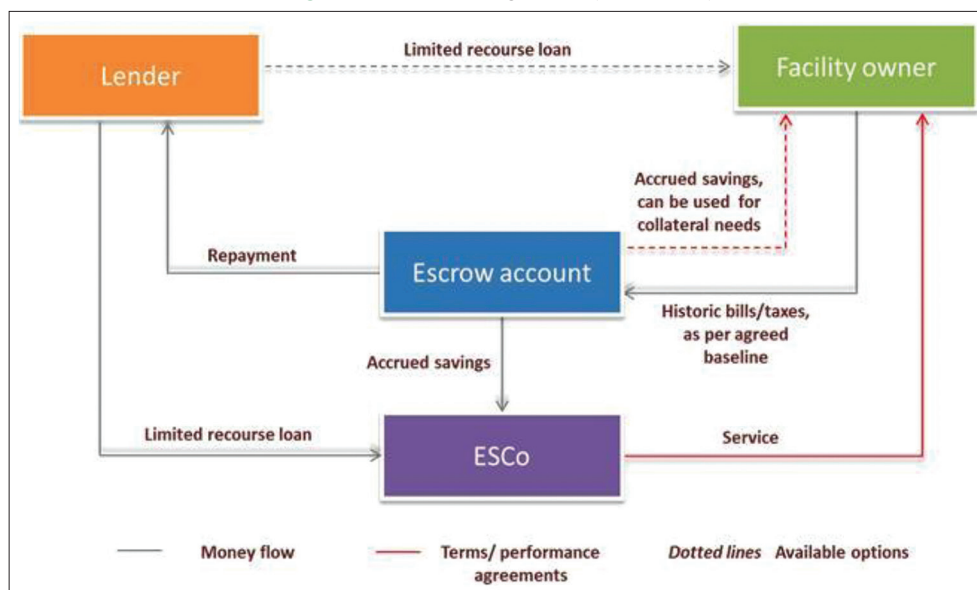 Limited recourse loan
Lender
Facility owner
Accrued savings,
can be used for
collateral needs
Repayment
Escrow account
Historic bills/taxes,
as per agreed
baseline
Accrued savings
Limited recourse loan
ESCo
Service
Money flow
Terms/ performance
agreements
Dotted lines Available options